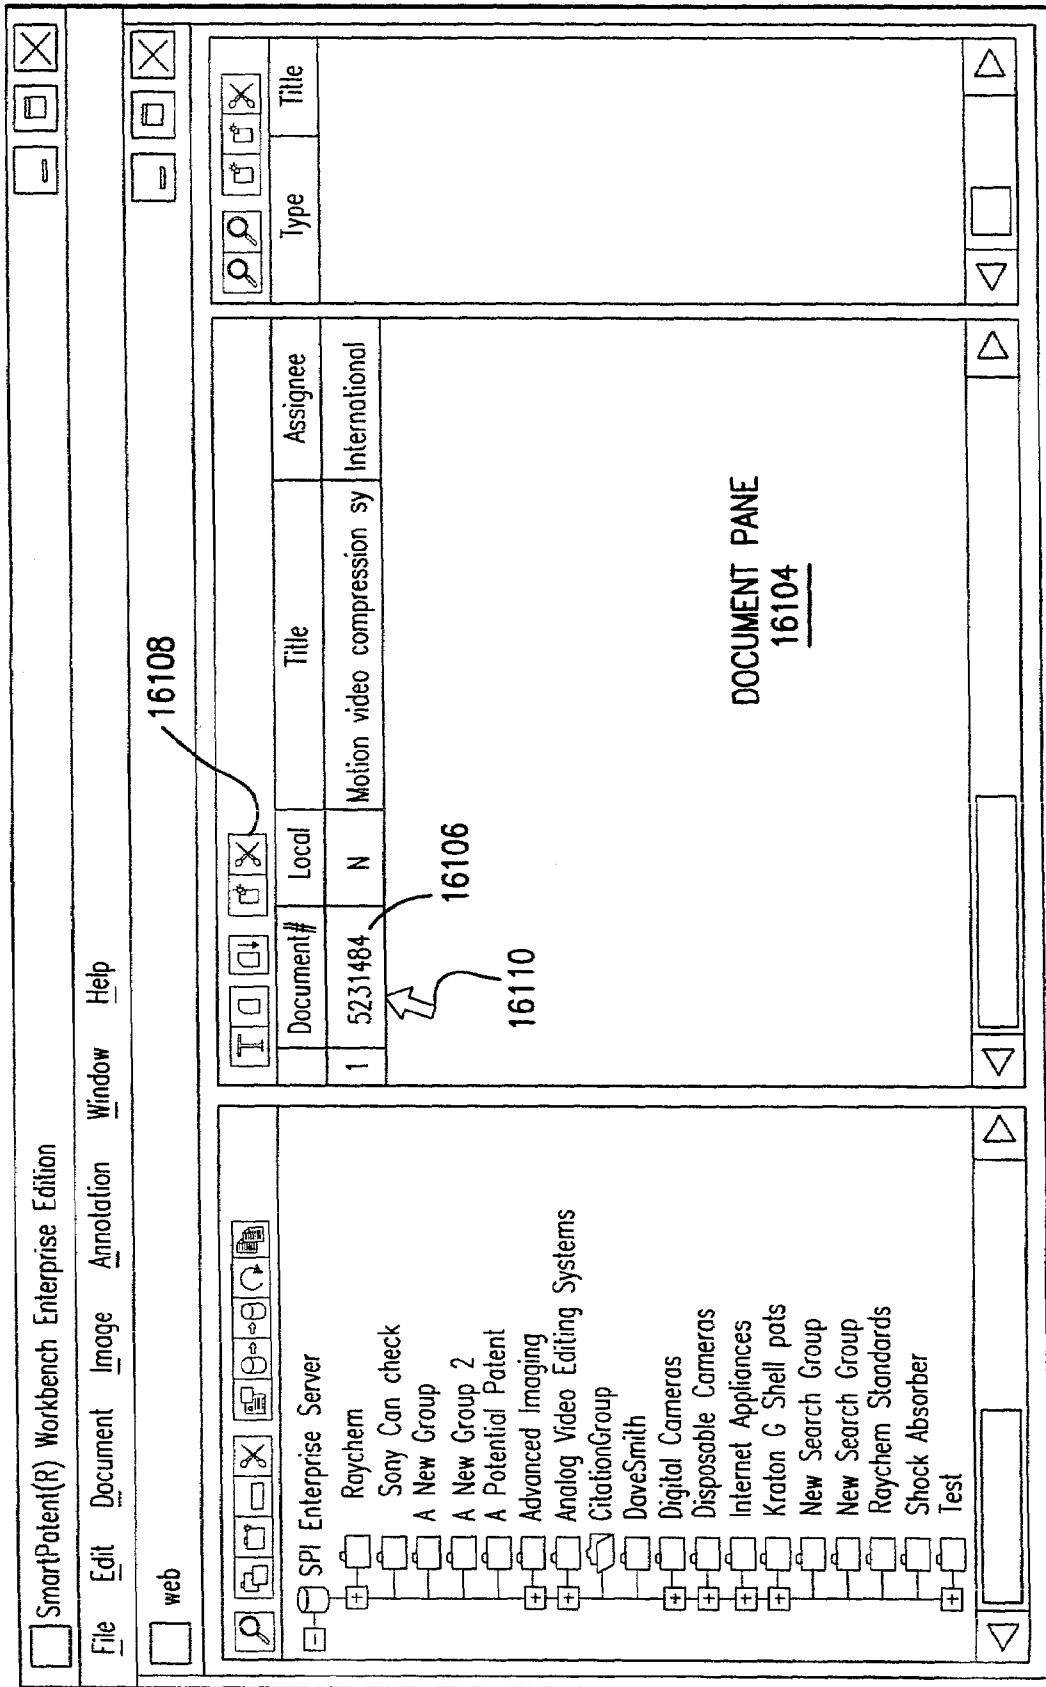 SmartPatent(R) Workbench Enterprise Edition
File Edit Document Image Annotation Window Help
web
SPI Enterprise Server
Raychem
Sony Can check
A New Group
A New Group 2
A Potential Patent
Advanced Imaging
Analog Video Editing Systems
CitationGroup
DaveSmith
Digital Cameras
Disposable Cameras
Internet Appliances
Kraton G Shell pats
New Search Group
New Search Group
Raychem Standards
Shock Absorber
Test
16108
T
Document# Local Title Assignee
1 5231484 N Motion video compression sy International
16106
16110
DOCUMENT PANE
16104
Type Title